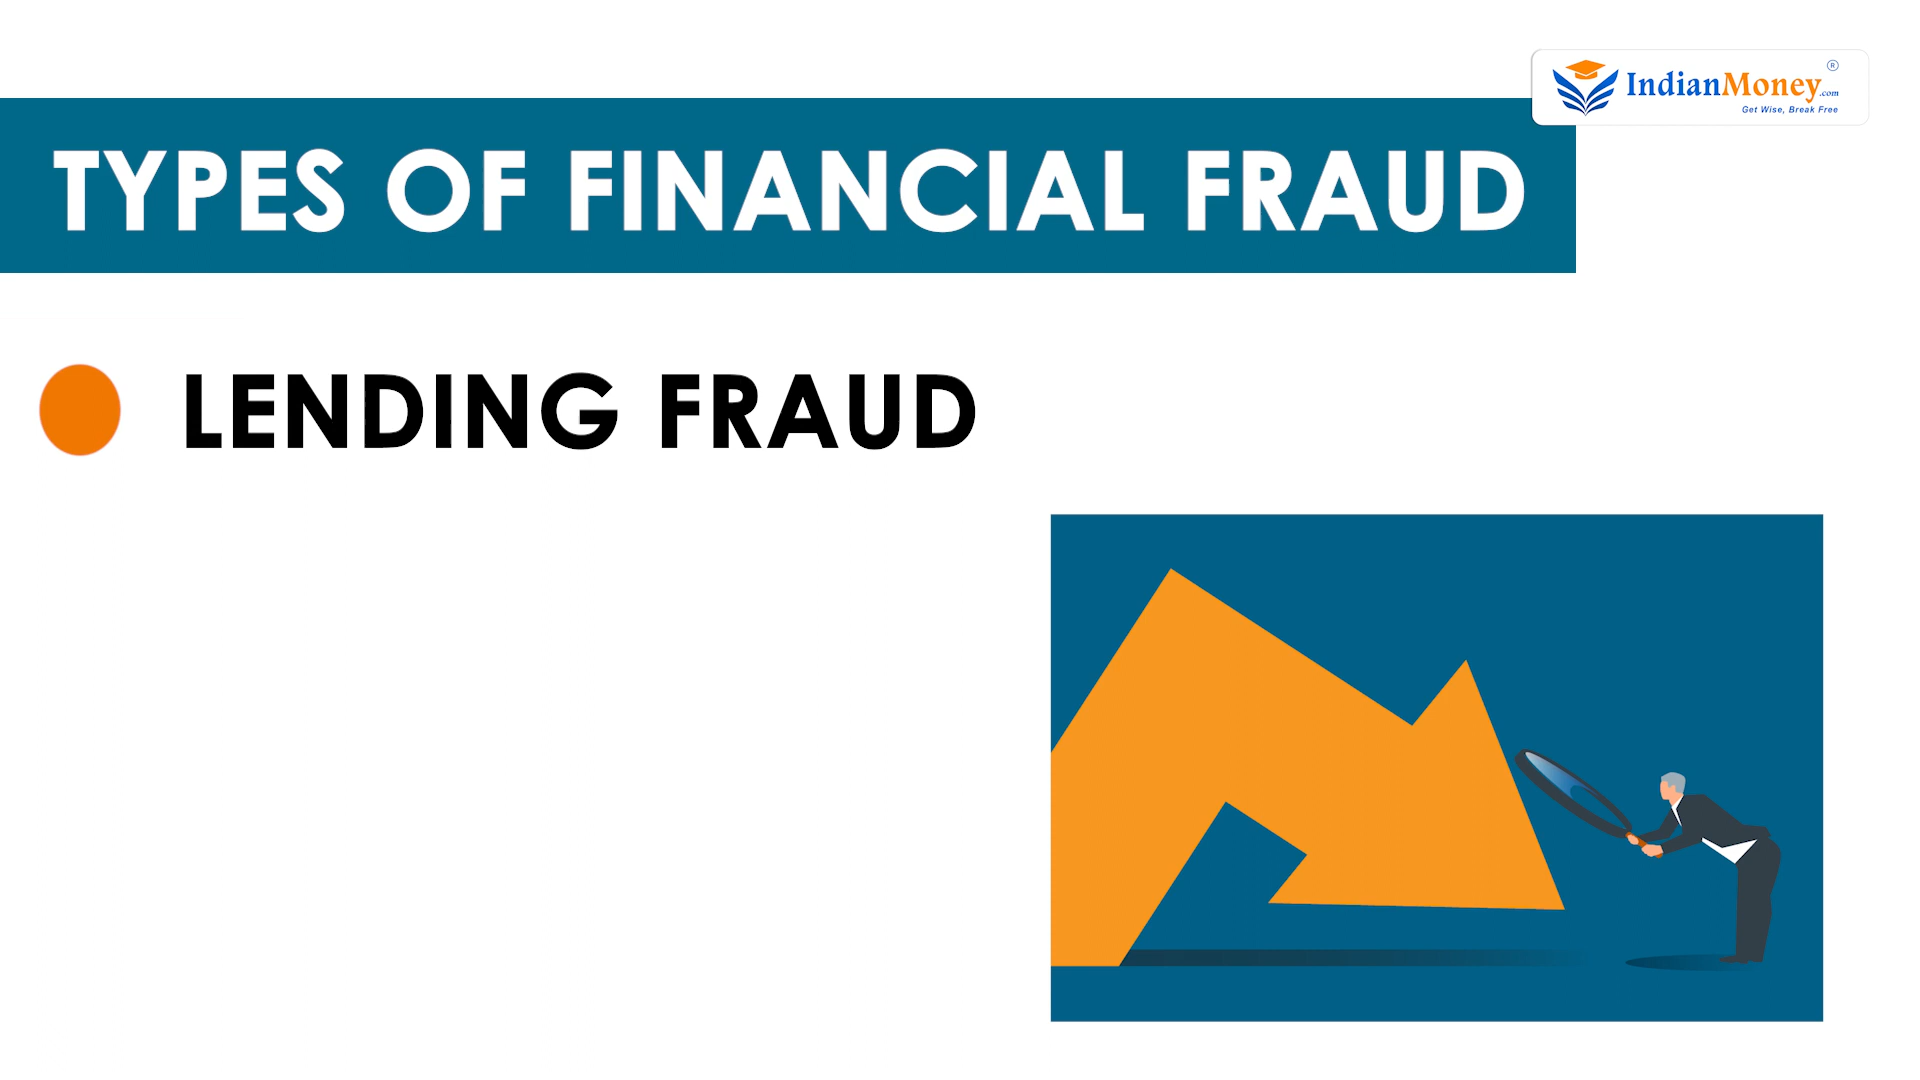 IndianMoney.com ®
Get Wise, Break Free
TYPES OF FINANCIAL FRAUD
LENDING FRAUD